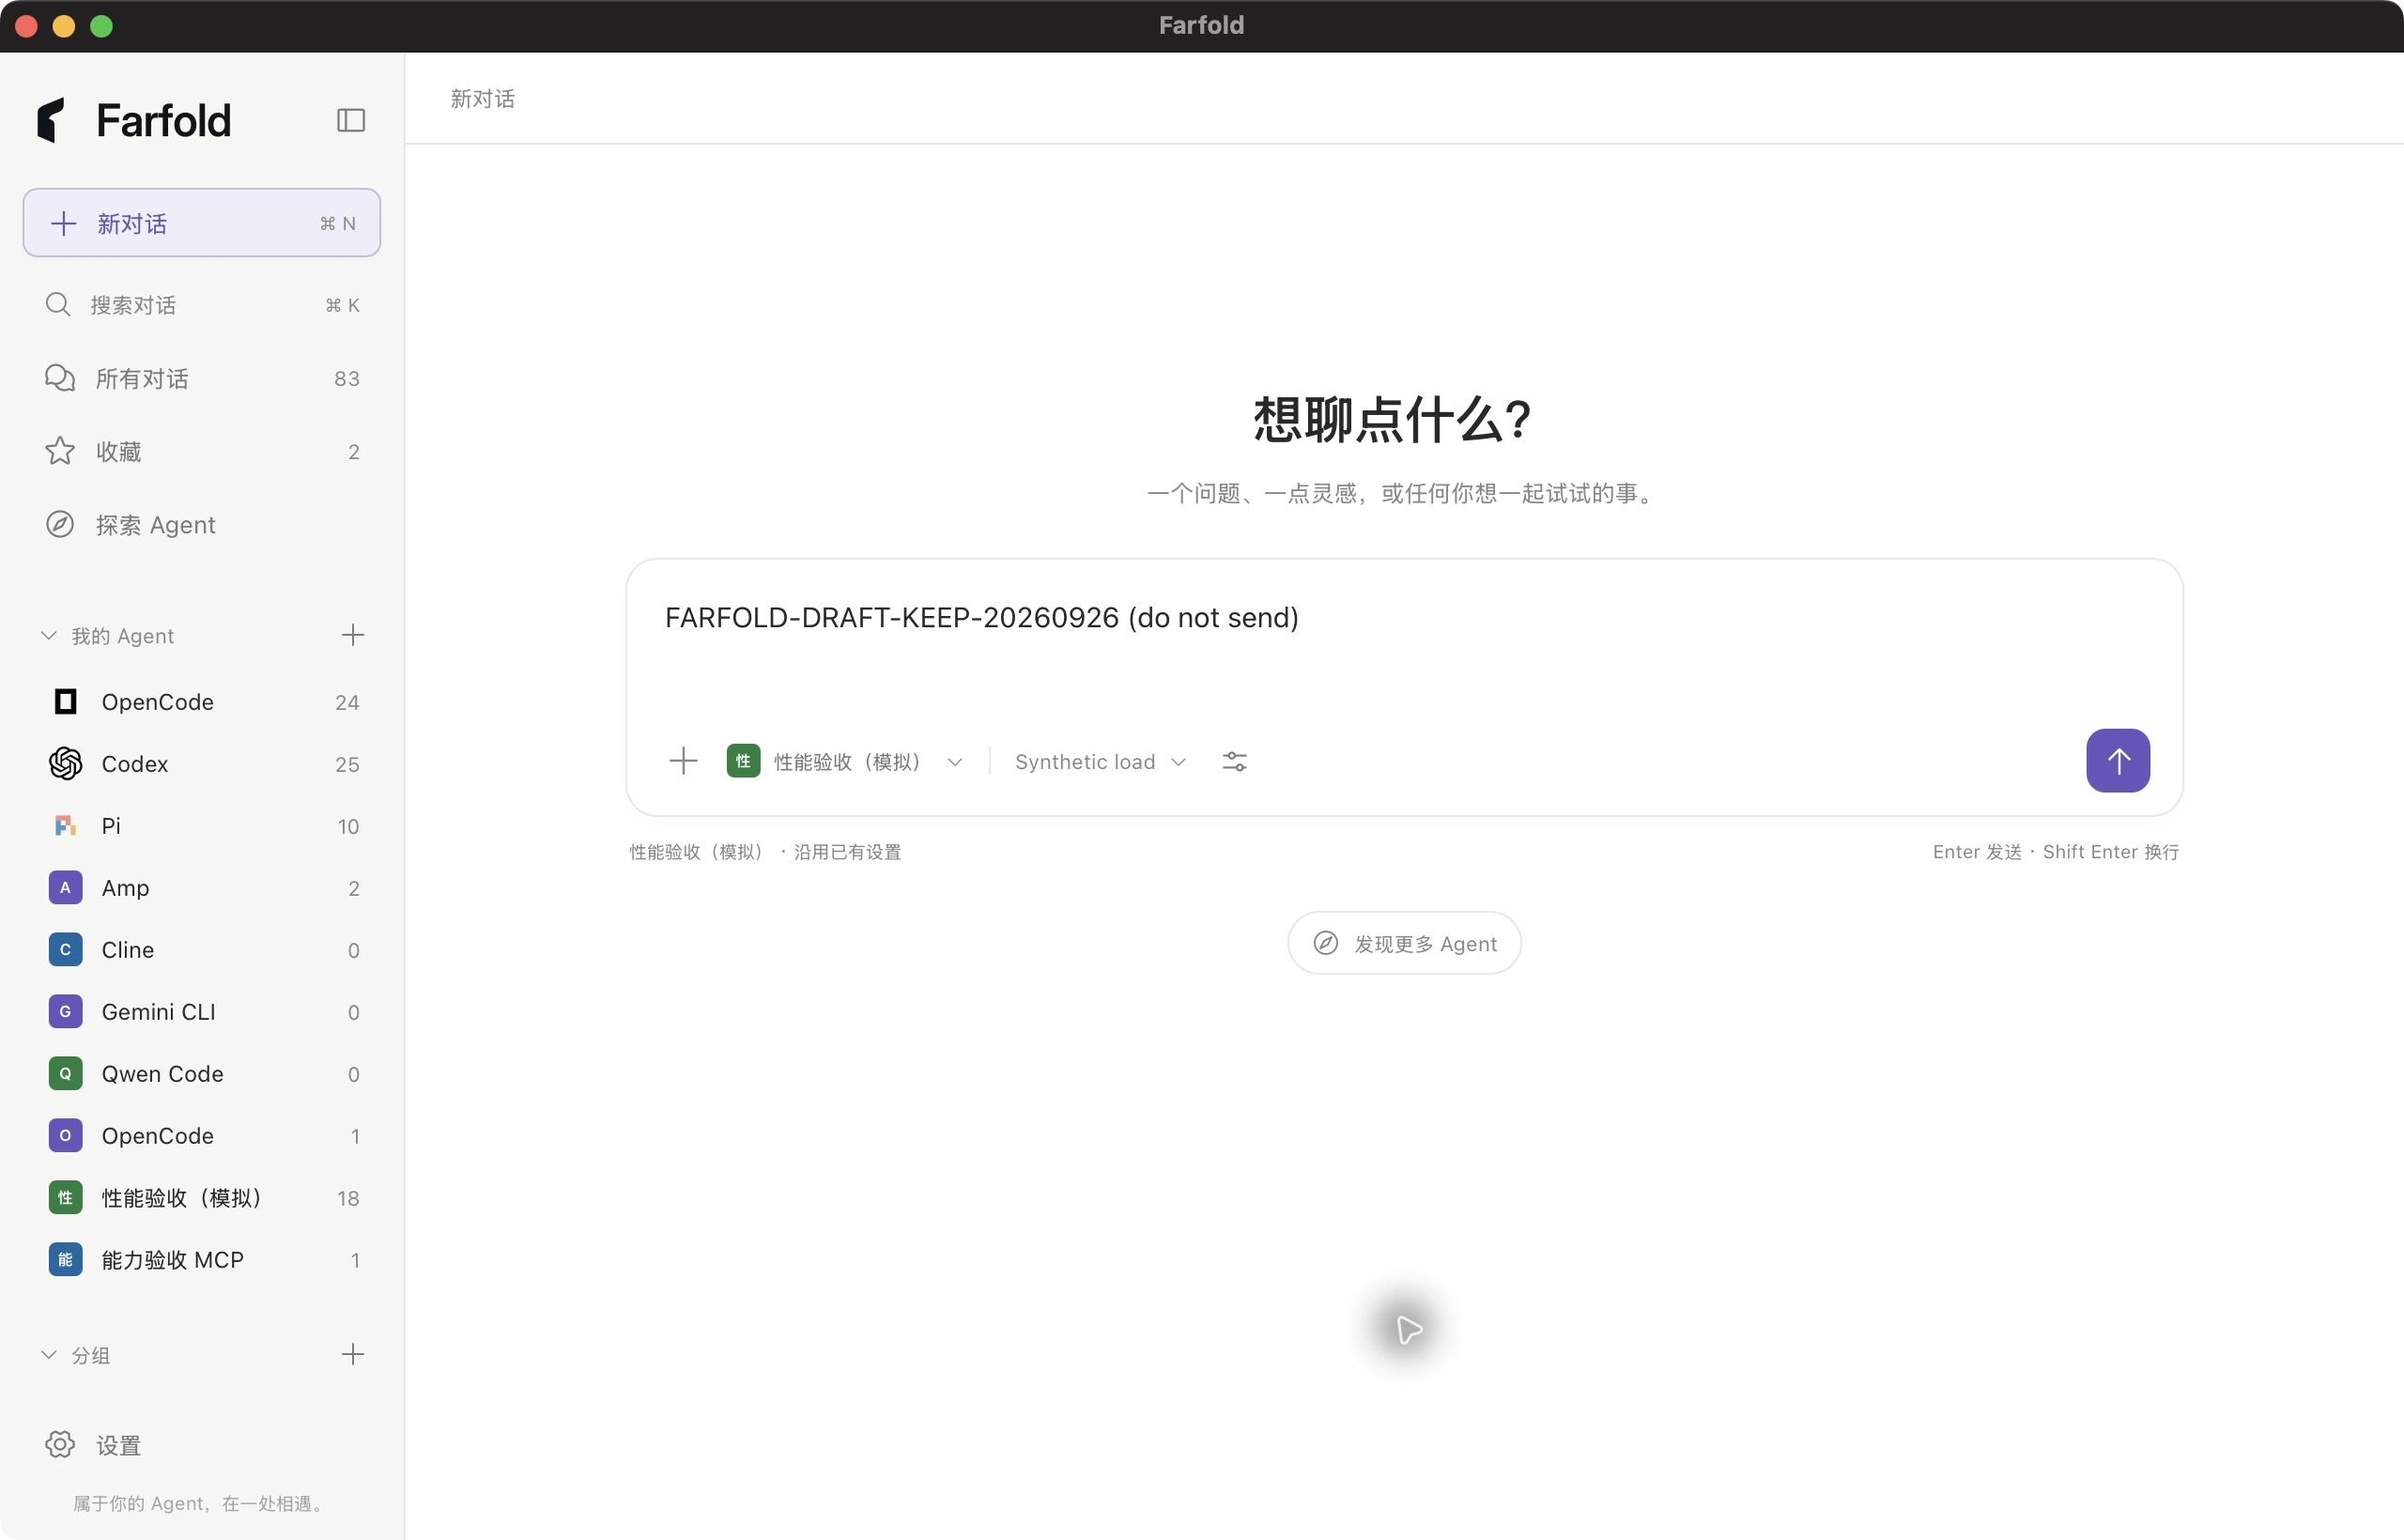 Farfold
Farfold
新对话 ⌘ N
搜索对话 ⌘ K
所有对话 83
收藏 2
探索 Agent
我的 Agent
OpenCode 24
Codex 25
Pi 10
A Amp 2
C Cline 0
G Gemini CLI 0
Q Qwen Code 0
O OpenCode 1
性 性能验收（模拟） 18
能 能力验收 MCP 1
分组
设置
属于你的 Agent，在一处相遇。
新对话
想聊点什么？
一个问题、一点灵感，或任何你想一起试试的事。
FARFOLD-DRAFT-KEEP-20260926 (do not send)
性 性能验收（模拟） Synthetic load
性能验收（模拟） · 沿用已有设置
Enter 发送 · Shift Enter 换行
发现更多 Agent